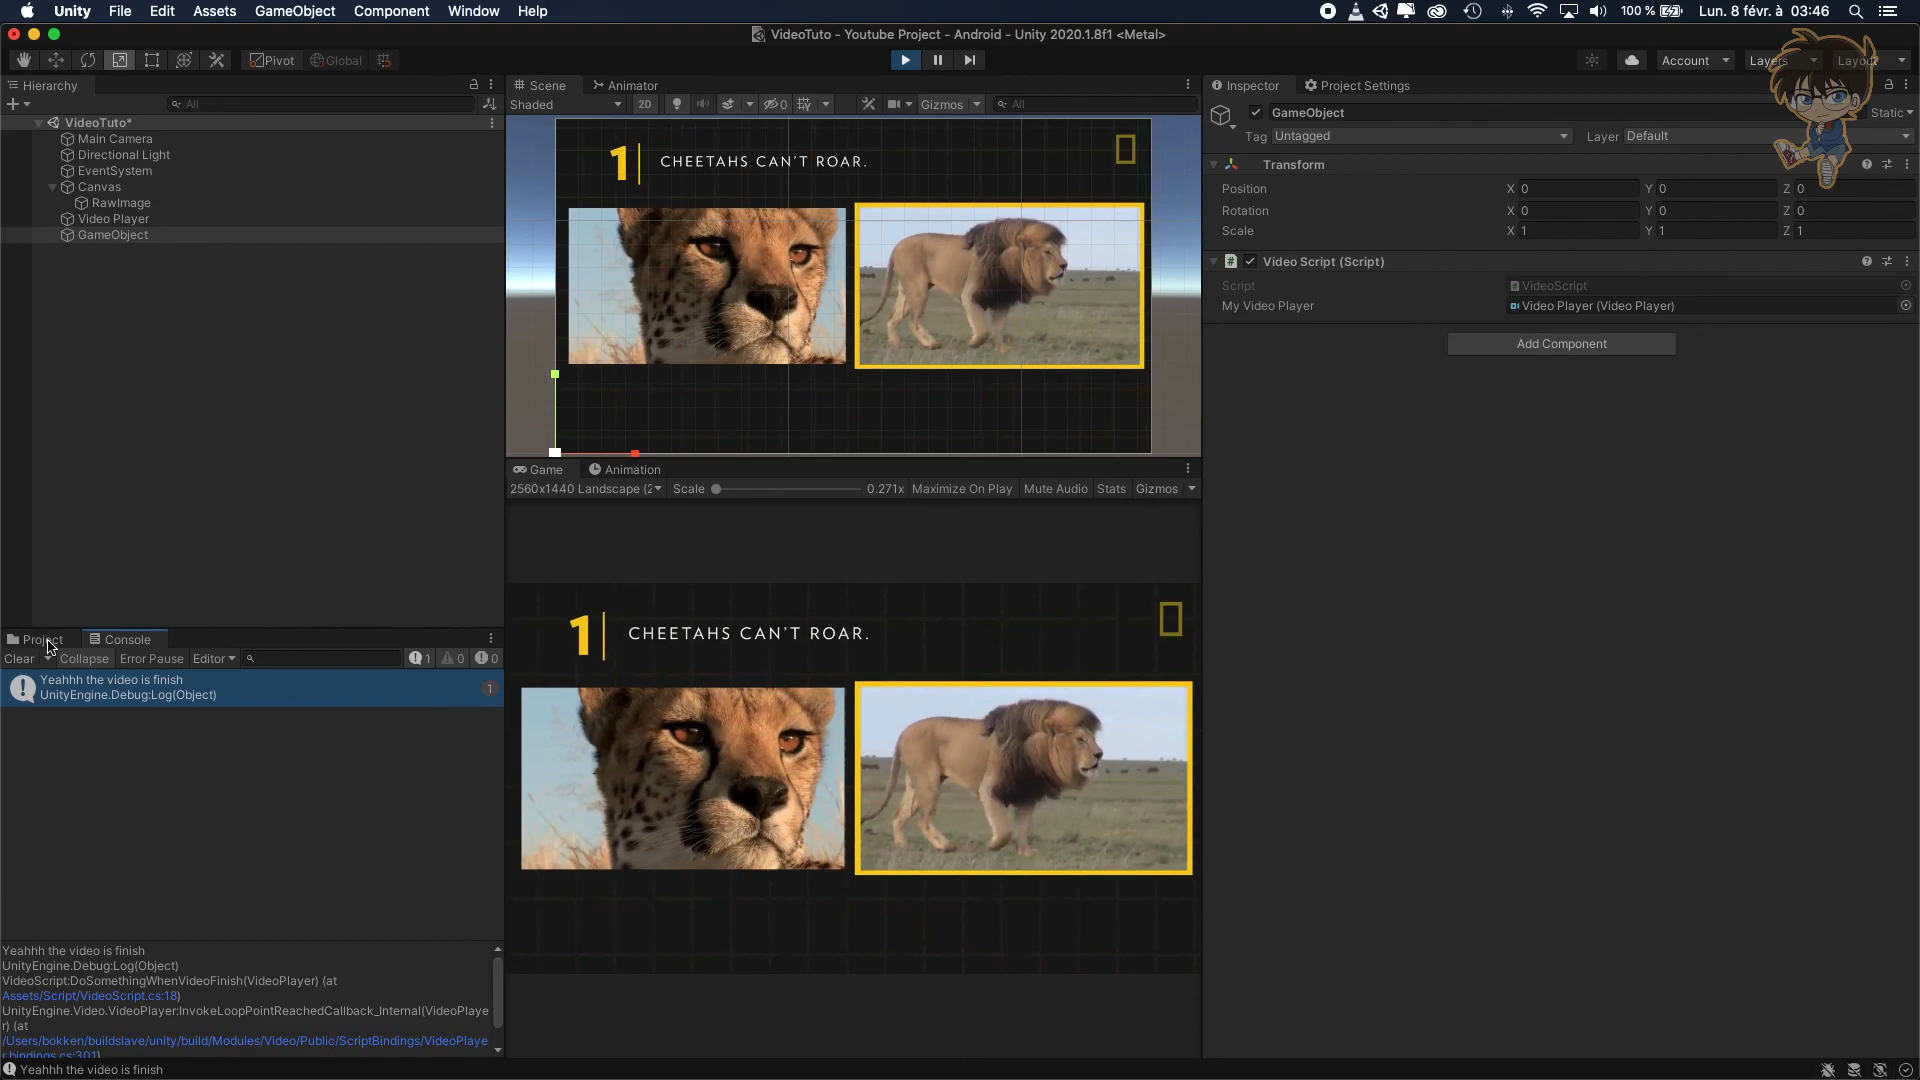 Unity File Edit Assets GameObject Component Window Help 100 % Lun. 8 févr. à 03:46
VideoTuto - Youtube Project - Android - Unity 2020.1.8f1 <Metal>
Pivot Global Account Layers Layout
Hierarchy
All
VideoTuto*
Main Camera
Directional Light
EventSystem
Canvas
RawImage
Video Player
GameObject
Scene Animator
Shaded 2D 0 Gizmos All
1 CHEETAHS CAN'T ROAR.
Game Animation
2560x1440 Landscape (2 Scale 0.271x Maximize On Play Mute Audio Stats Gizmos
1 CHEETAHS CAN'T ROAR.
Inspector Project Settings
GameObject Static
Tag Untagged Layer Default
Transform
Position X 0 Y 0 Z 0
Rotation X 0 Y 0 Z 0
Scale X 1 Y 1 Z 1
# Video Script (Script)
Script VideoScript
My Video Player Video Player (Video Player)
Add Component
Project Console
Clear Collapse Error Pause Editor 1 0 0
Yeahhh the video is finish
UnityEngine.Debug:Log(Object) 1
Yeahhh the video is finish
UnityEngine.Debug:Log(Object)
VideoScript:DoSomethingWhenVideoFinish(VideoPlayer) (at
Assets/Script/VideoScript.cs:18)
UnityEngine.Video.VideoPlayer:InvokeLoopPointReachedCallback_Internal(VideoPlaye
r) (at
/Users/bokken/buildslave/unity/build/Modules/Video/Public/ScriptBindings/VideoPlaye
r.bindings.cs:301)
Yeahhh the video is finish